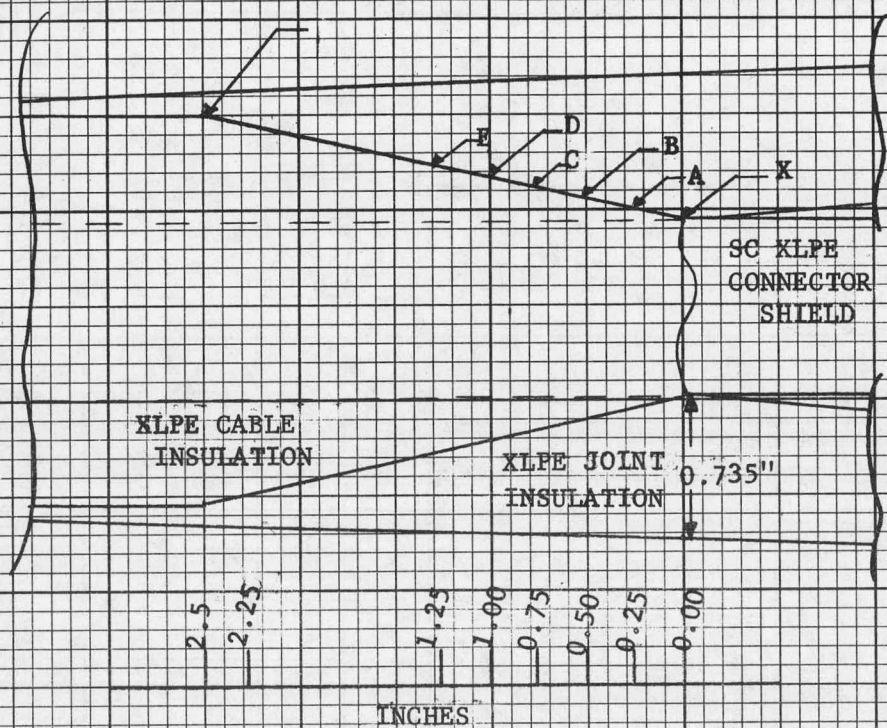 E
D
C
B
A
X
SC XLPE
CONNECTOR
SHIELD
XLPE CABLE
INSULATION
XLPE JOINT
INSULATION
0.735"
2.5
2.25
1.25
1.00
0.75
0.50
0.25
0.00
INCHES